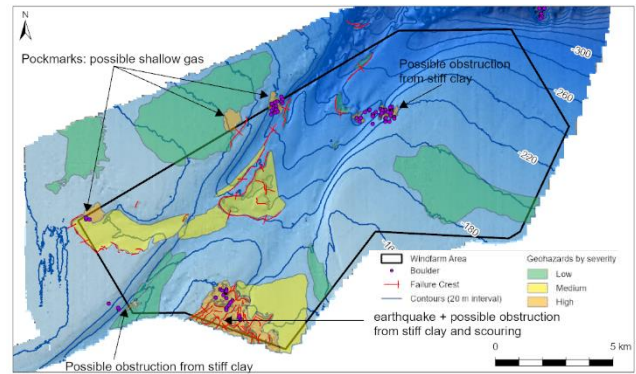 Pockmarks: possible shallow gas
Possible obstruction
from stiff clay
-300
-260
-220
-180
N
Windfarm Area
Boulder
Failure Crest
Contours (20 m interval)
Geohazards by severity
Low
Medium
High
earthquake + possible obstruction
from stiff clay and scouring
0
5 km
Possible obstruction from stiff clay